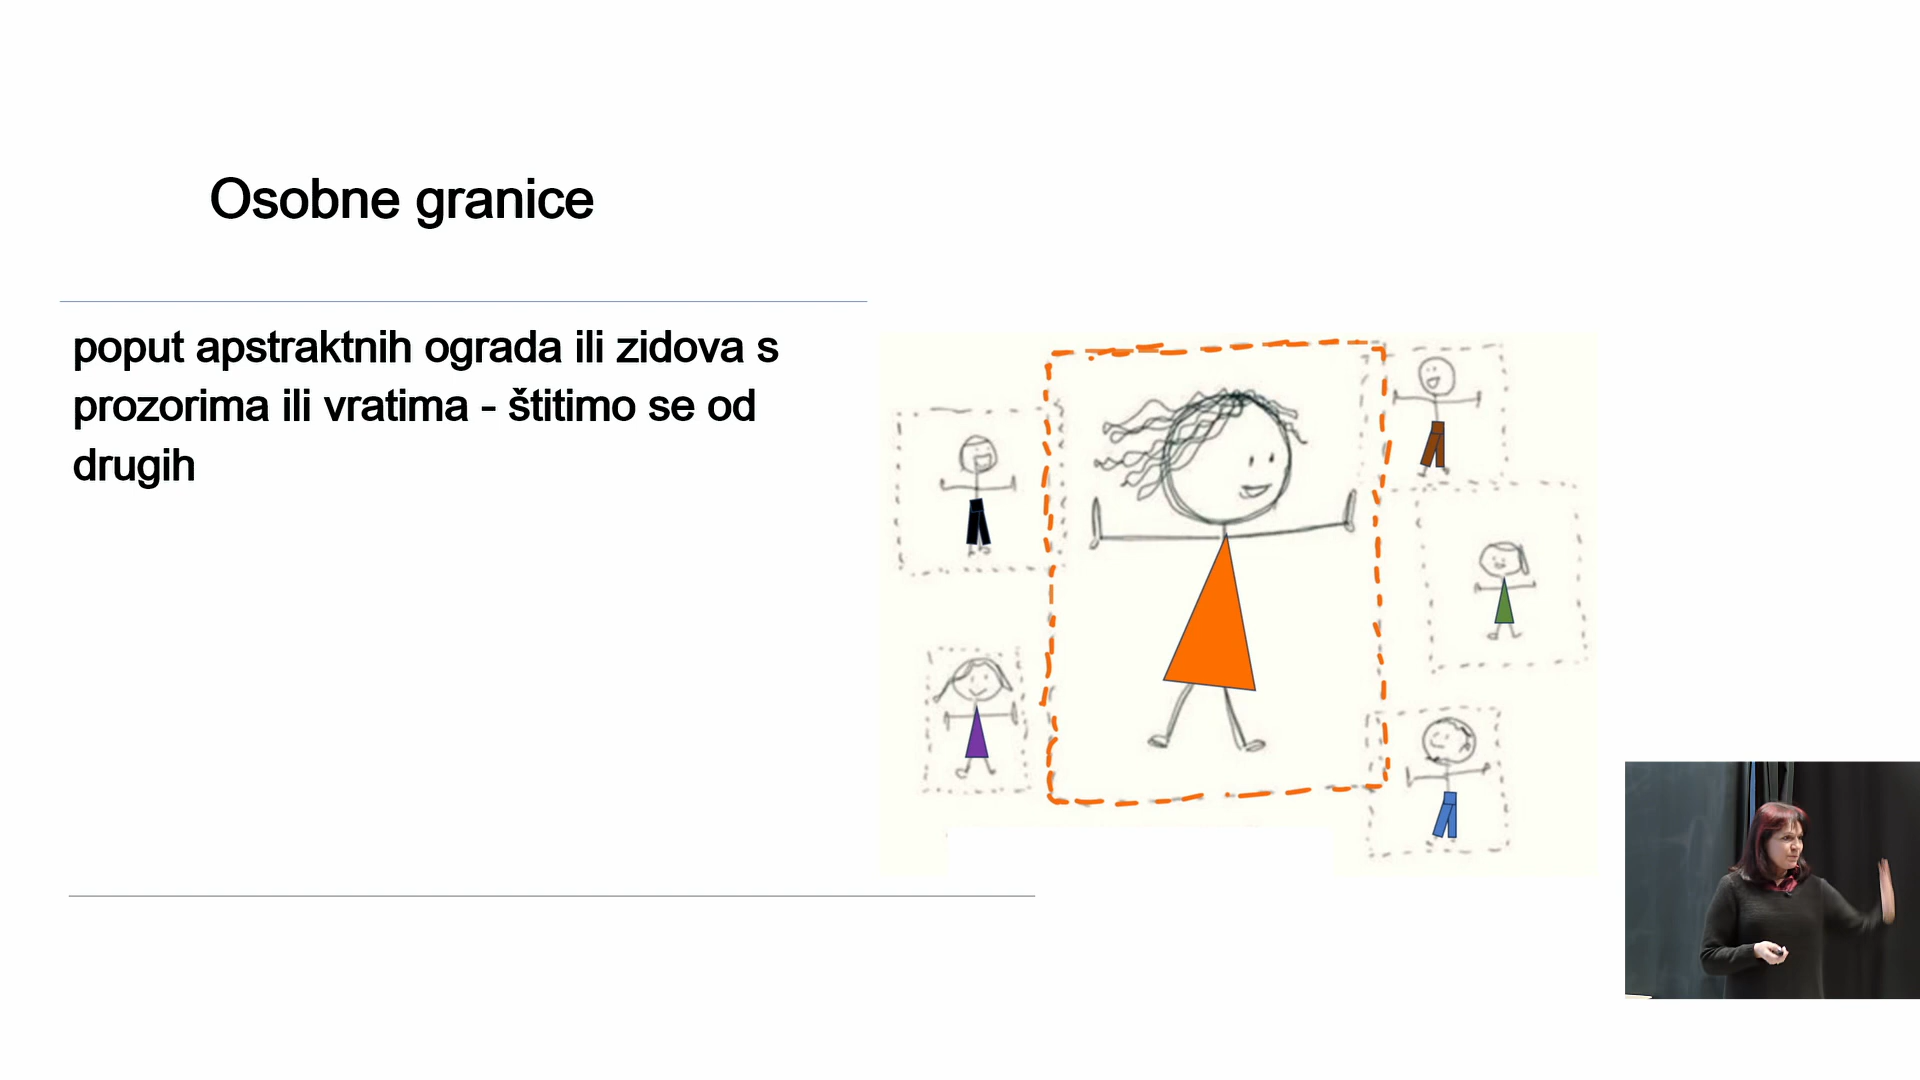 Osobne granice
poput apstraktnih ograda ili zidova s
prozorima ili vratima - štitimo se od
drugih